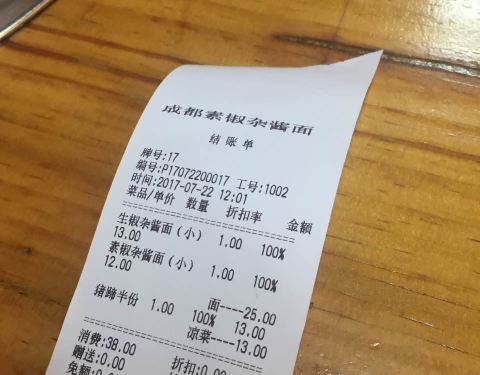 成都素椒杂酱面
结账单
牌号:17
编号:P17072200017 工号:1002
时间:2017-07-22 12:01
菜品/单价 数量 折扣率 金额
生椒杂酱面(小) 1.00 100%
13.00
素椒杂酱面(小) 1.00 100%
12.00
面----25.00
猪蹄半份 1.00 100% 13.00
凉菜----13.00
消费:38.00
赠送:0.00 折扣:0.00
免额:0.0